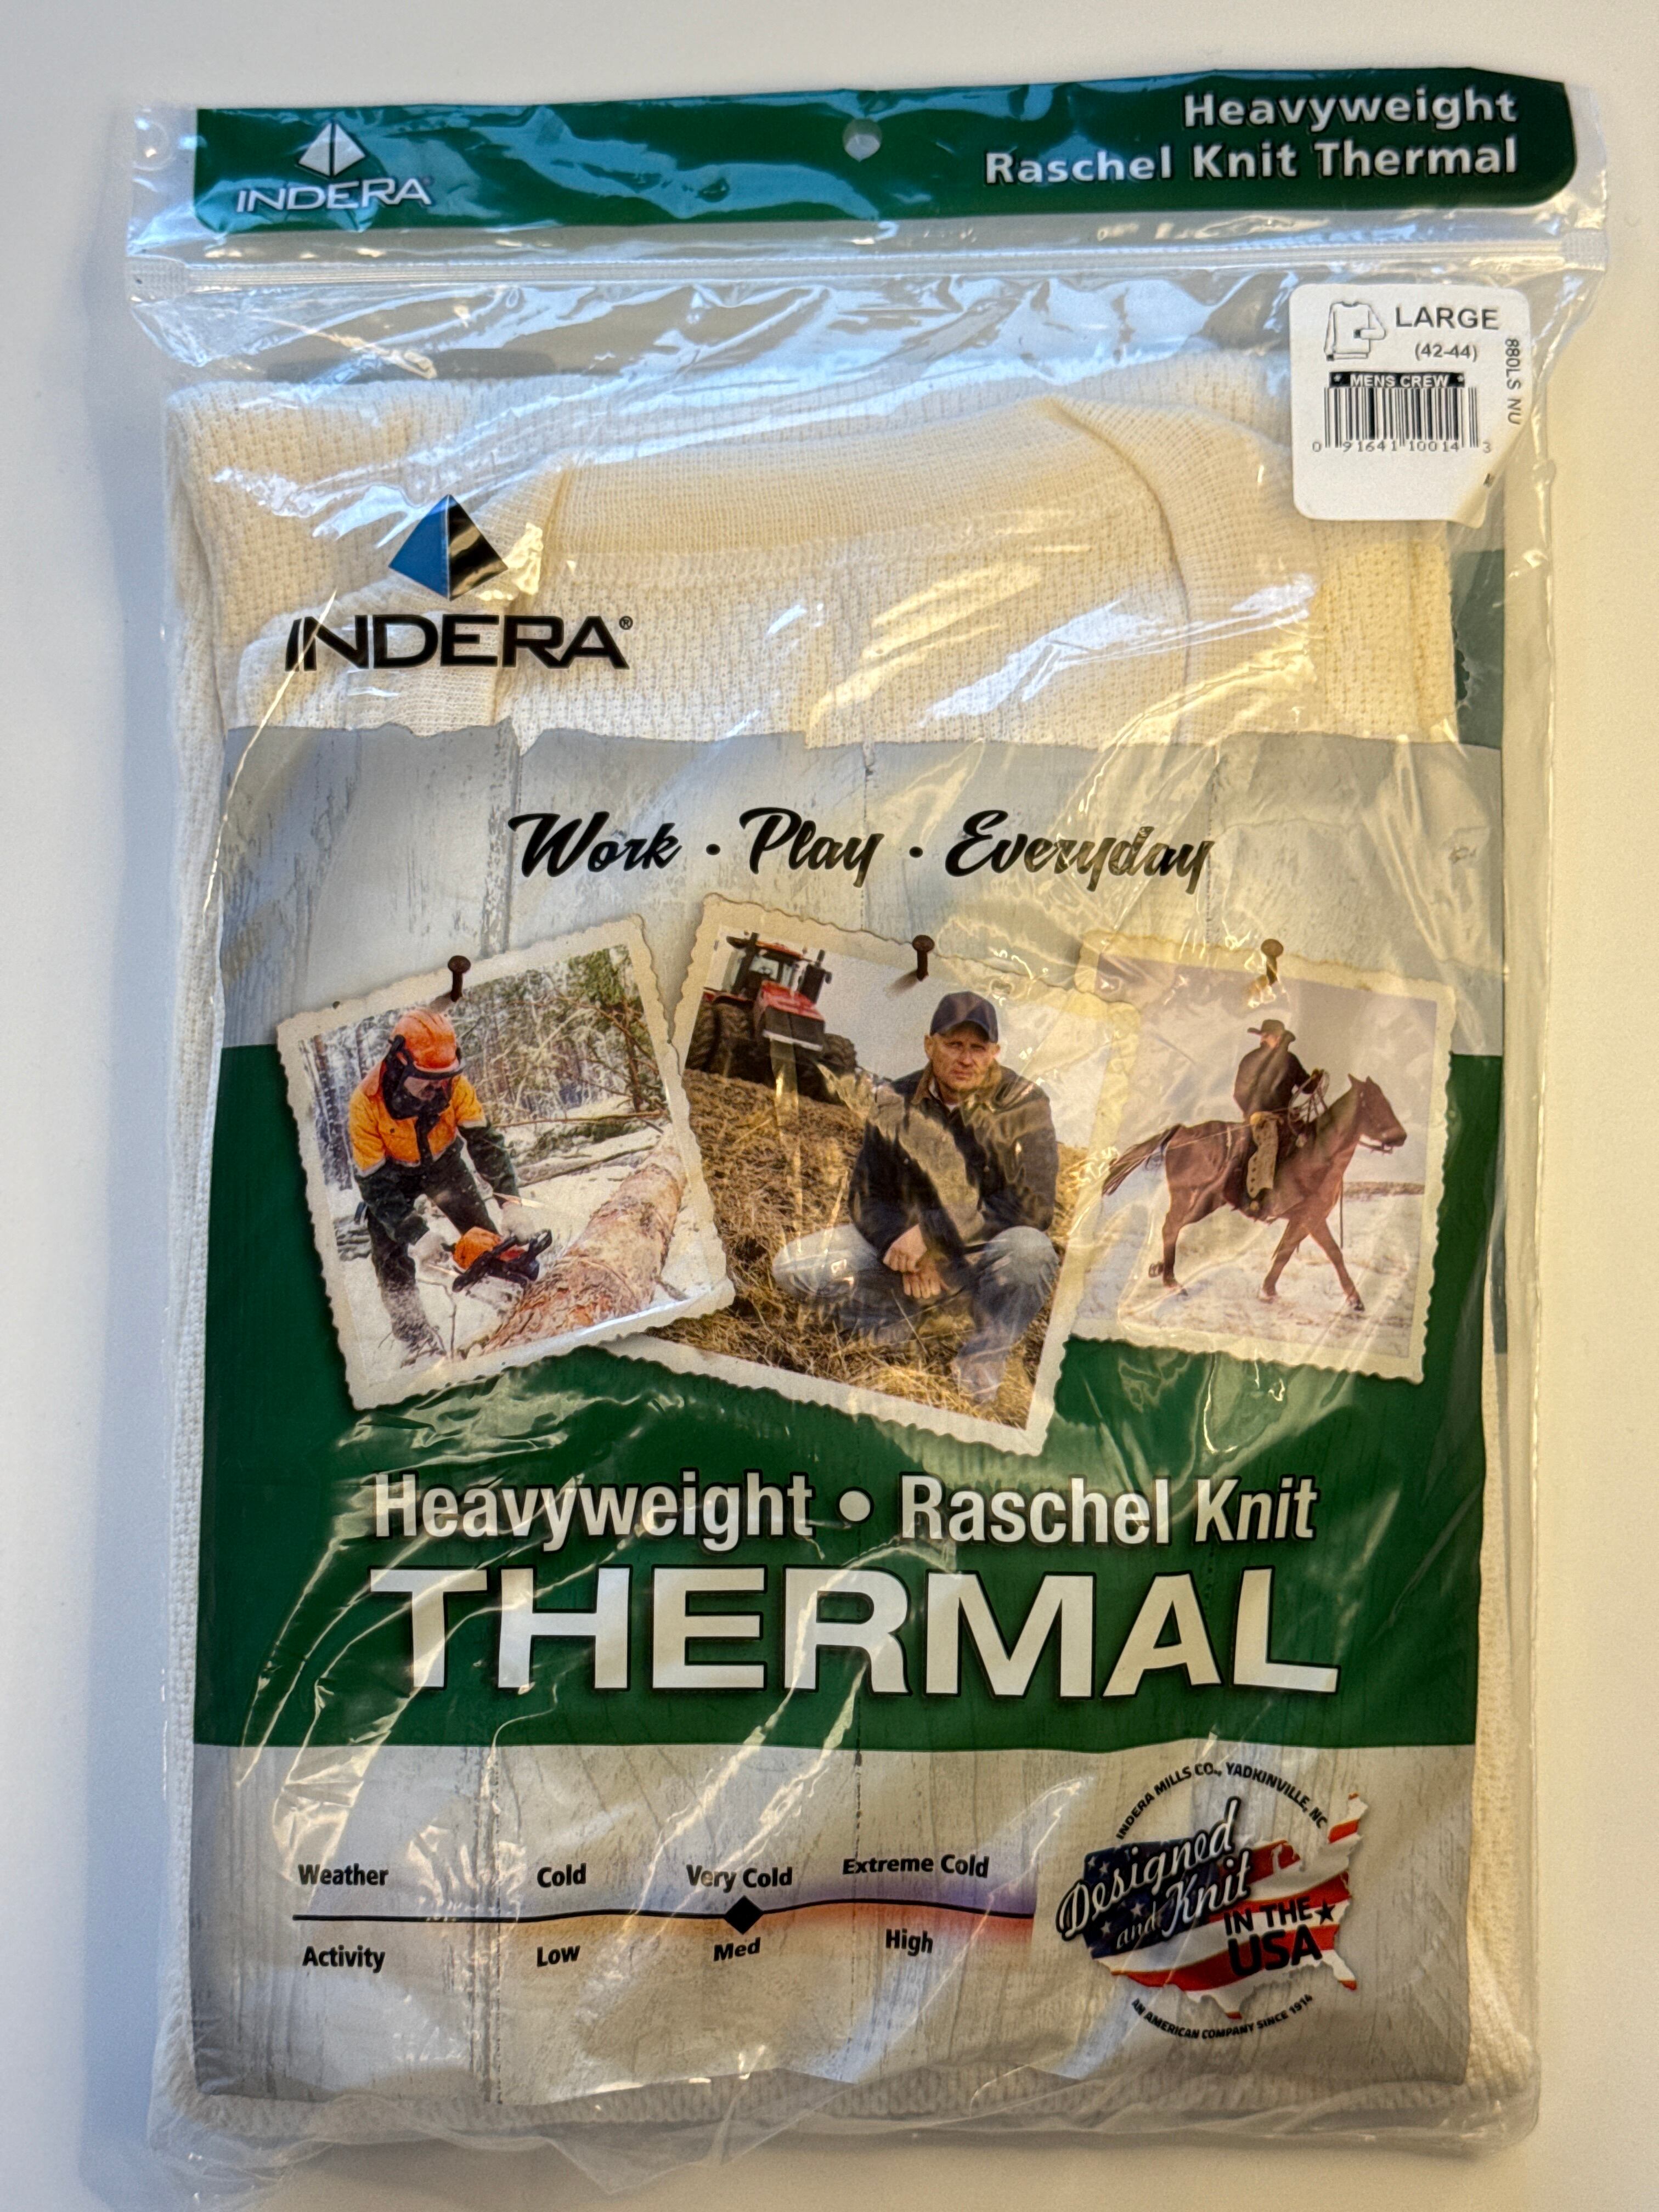 INDERA
Heavyweight
Raschel Knit Thermal
LARGE
(42-44)
MENS CREW
880LS NU
0 91641 10014 3
INDERA®
Work · Play · Everyday
Heavyweight • Raschel Knit
THERMAL
Weather Cold Very Cold Extreme Cold
Activity Low Med High
INDERA MILLS CO., YADKINVILLE, NC
Designed
and Knit
IN THE
USA
AN AMERICAN COMPANY SINCE 1914